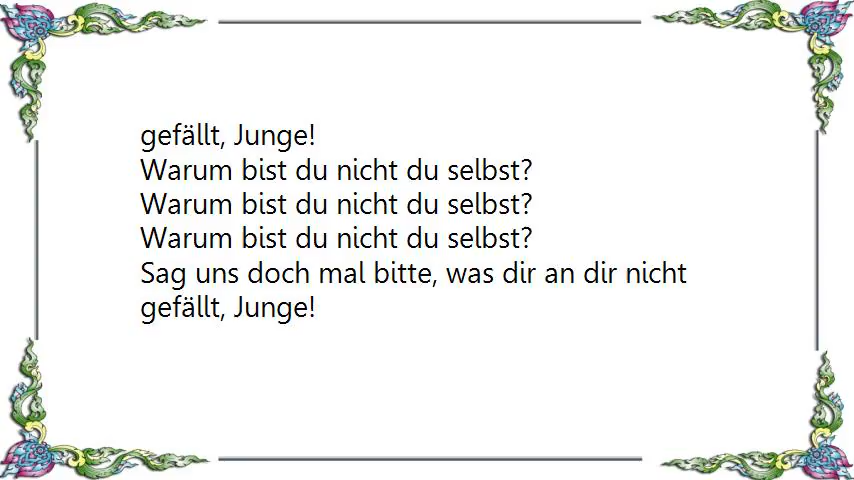 gefällt, Junge!
Warum bist du nicht du selbst?
Warum bist du nicht du selbst?
Warum bist du nicht du selbst?
Sag uns doch mal bitte, was dir an dir nicht
gefällt, Junge!